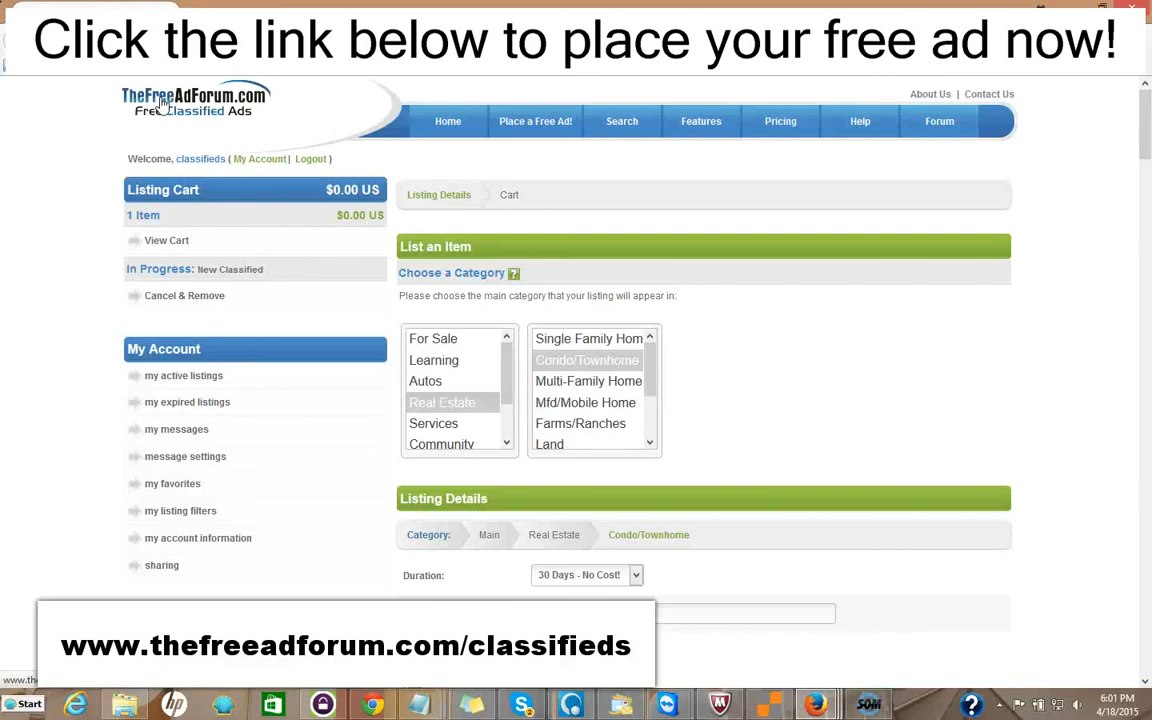 Click the link below to place your free ad now!
TheFreeAdForum.com
Free Classified Ads
About Us | Contact Us
Home
Place a Free Ad!
Search
Features
Pricing
Help
Forum
Welcome, classifieds ( My Account | Logout )
Listing Cart $0.00 US
1 Item $0.00 US
View Cart
In Progress: New Classified
Cancel & Remove
My Account
my active listings
my expired listings
my messages
message settings
my favorites
my listing filters
my account information
sharing
Listing Details Cart
List an Item
Choose a Category ?
Please choose the main category that your listing will appear in:
For Sale
Learning
Autos
Real Estate
Services
Community
Single Family Hom
Condo/Townhome
Multi-Family Home
Mfd/Mobile Home
Farms/Ranches
Land
Listing Details
Category: Main Real Estate Condo/Townhome
Duration: 30 Days - No Cost!
www.thefreeadforum.com/classifieds
www.the
Start
6:01 PM
4/18/2015